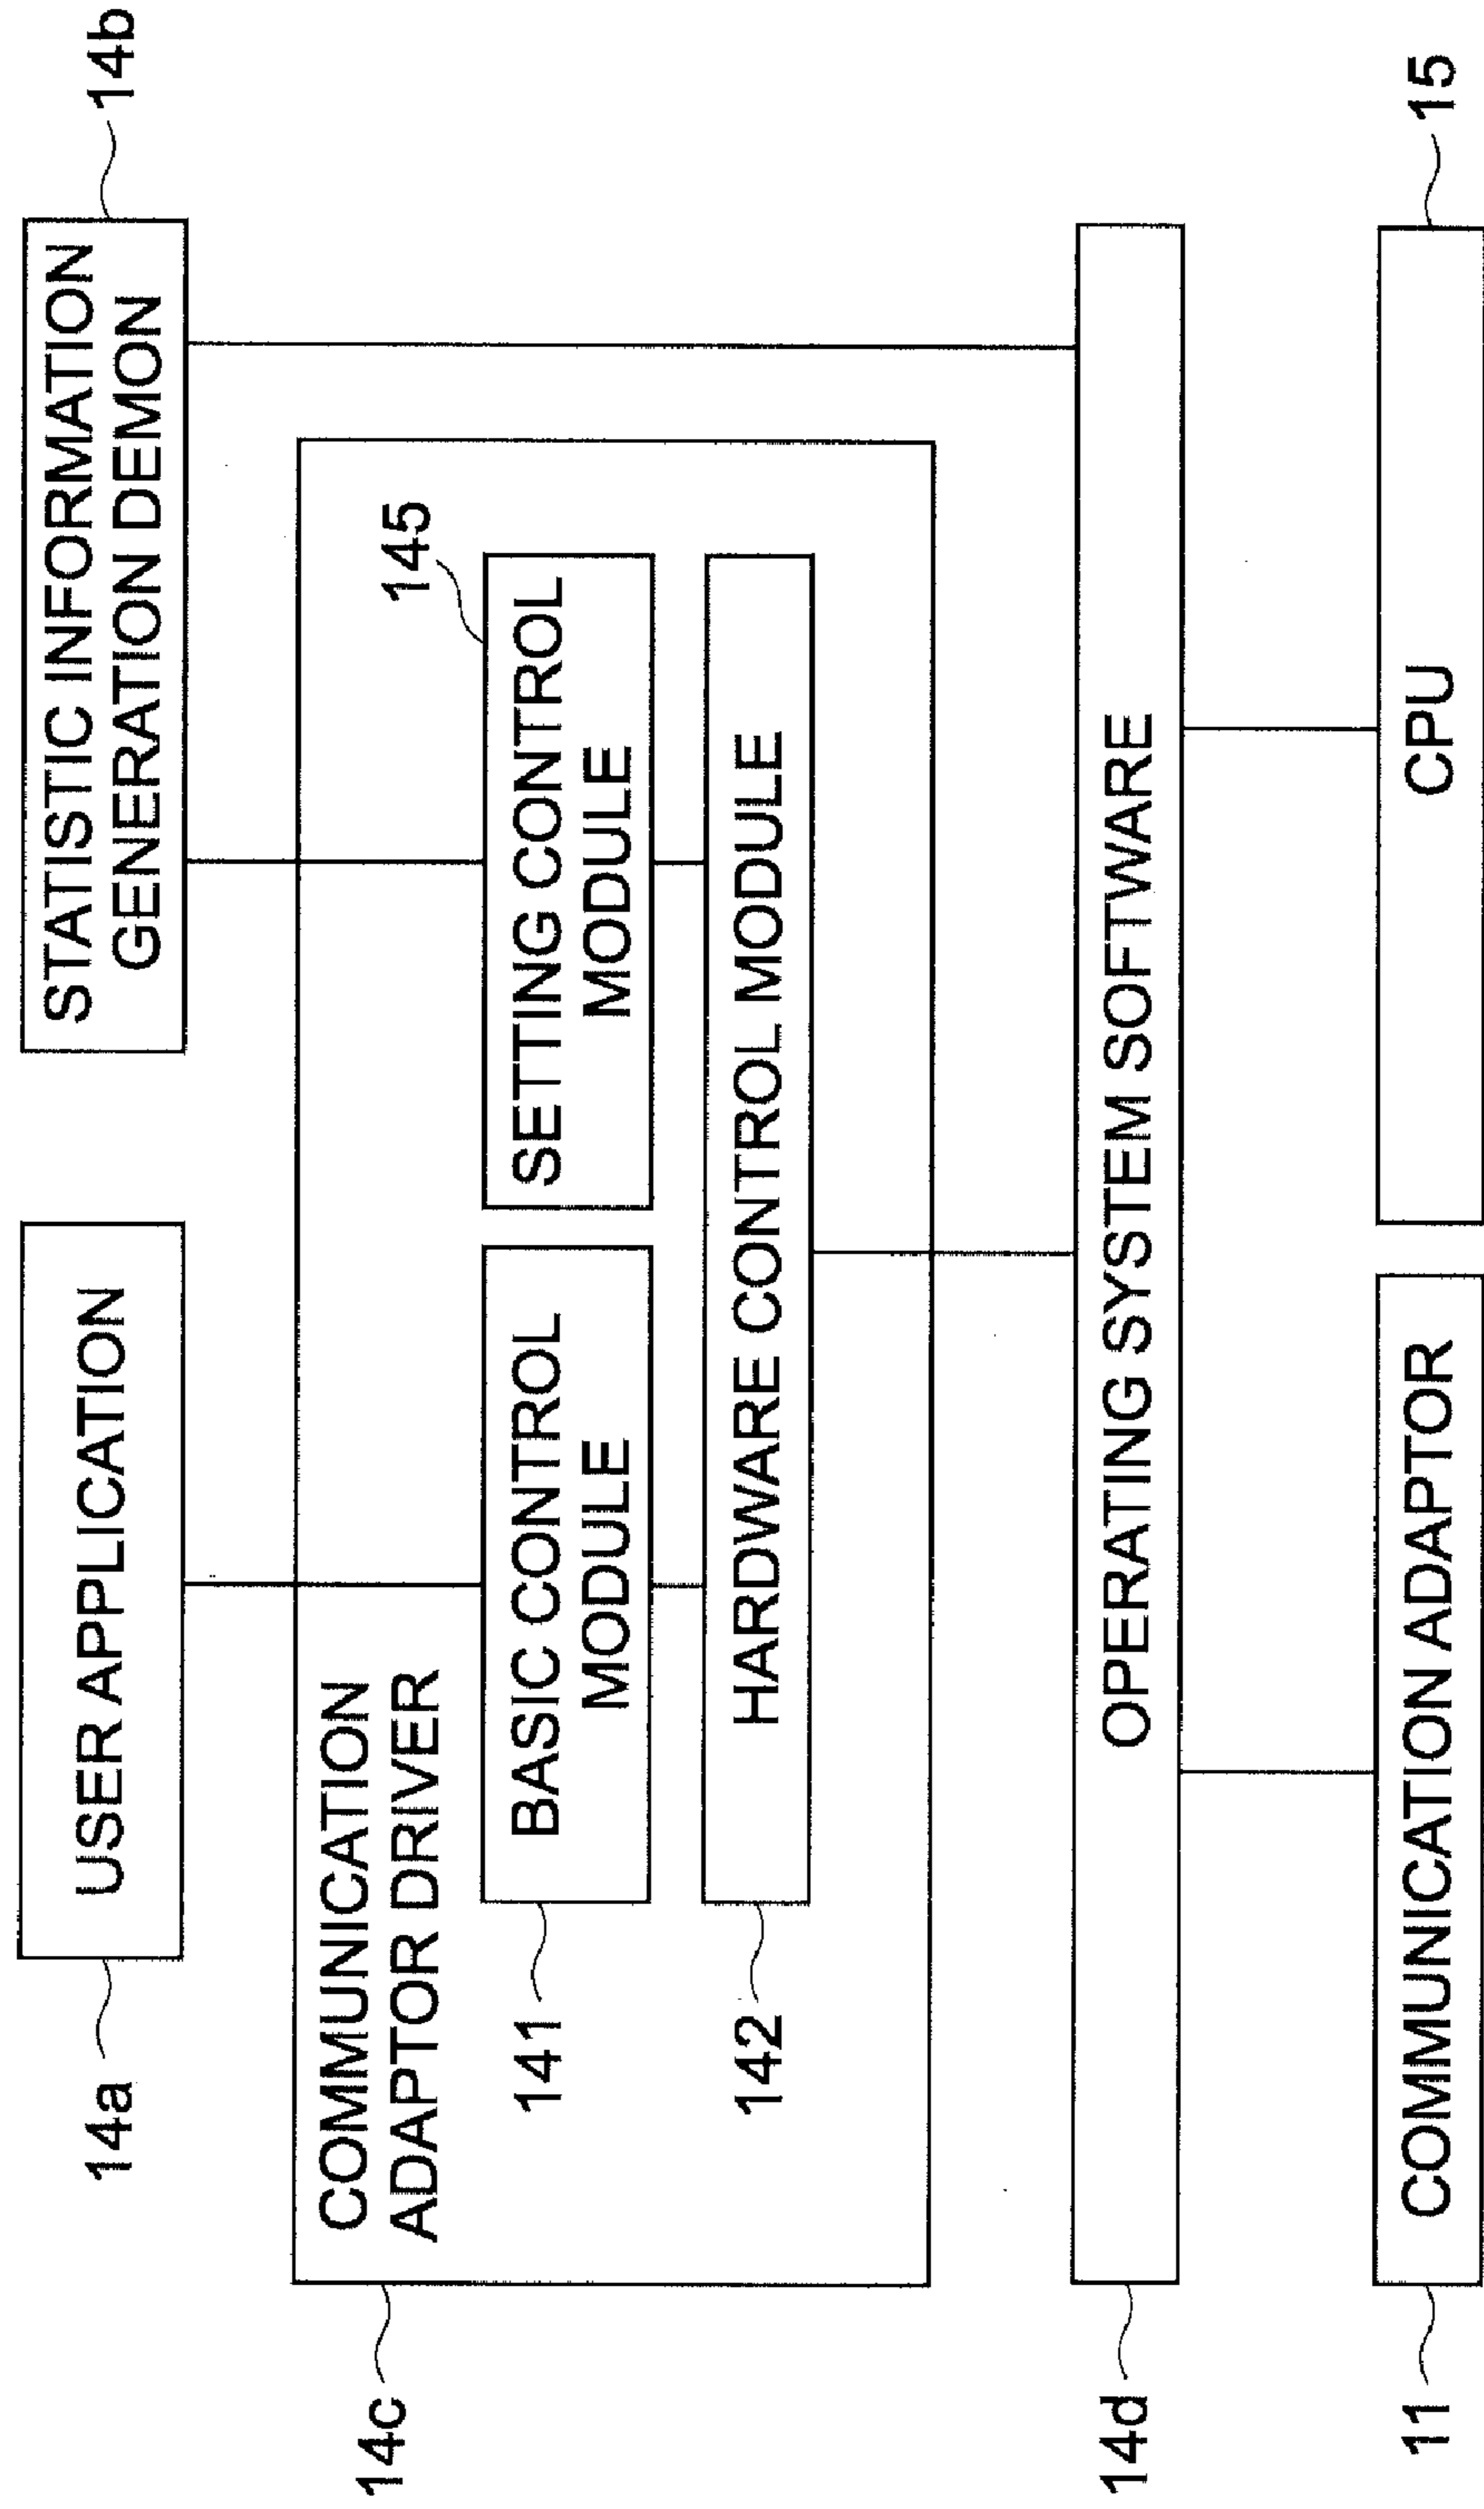 14a
USER APPLICATION
STATISTIC INFORMATION
GENERATION DEMON
14b
14c
COMMUNICATION
ADAPTOR DRIVER
145
141
BASIC CONTROL
MODULE
SETTING CONTROL
MODULE
142
HARDWARE CONTROL MODULE
14d
OPERATING SYSTEM SOFTWARE
11
COMMUNICATION ADAPTOR
CPU
15